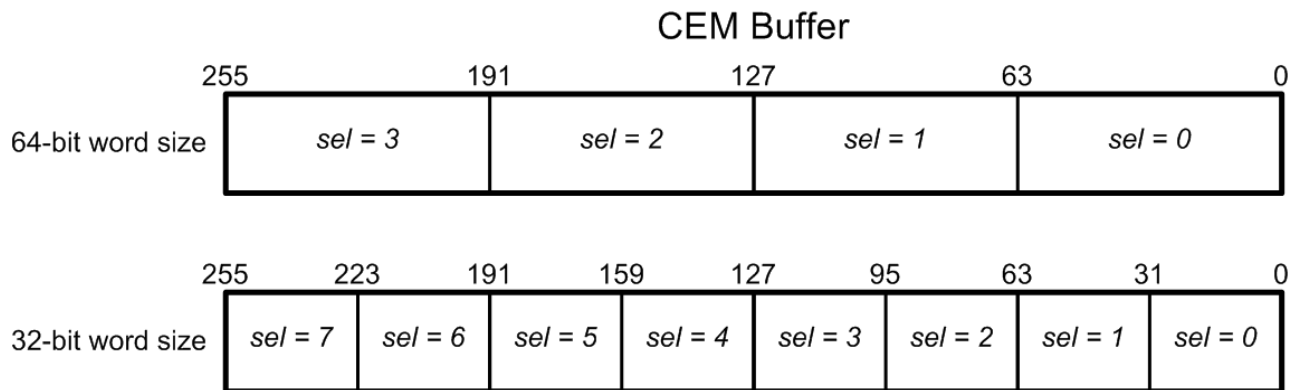 CEM Buffer
255 191 127 63 0
64-bit word size sel = 3 sel = 2 sel = 1 sel = 0
255 223 191 159 127 95 63 31 0
32-bit word size sel = 7 sel = 6 sel = 5 sel = 4 sel = 3 sel = 2 sel = 1 sel = 0